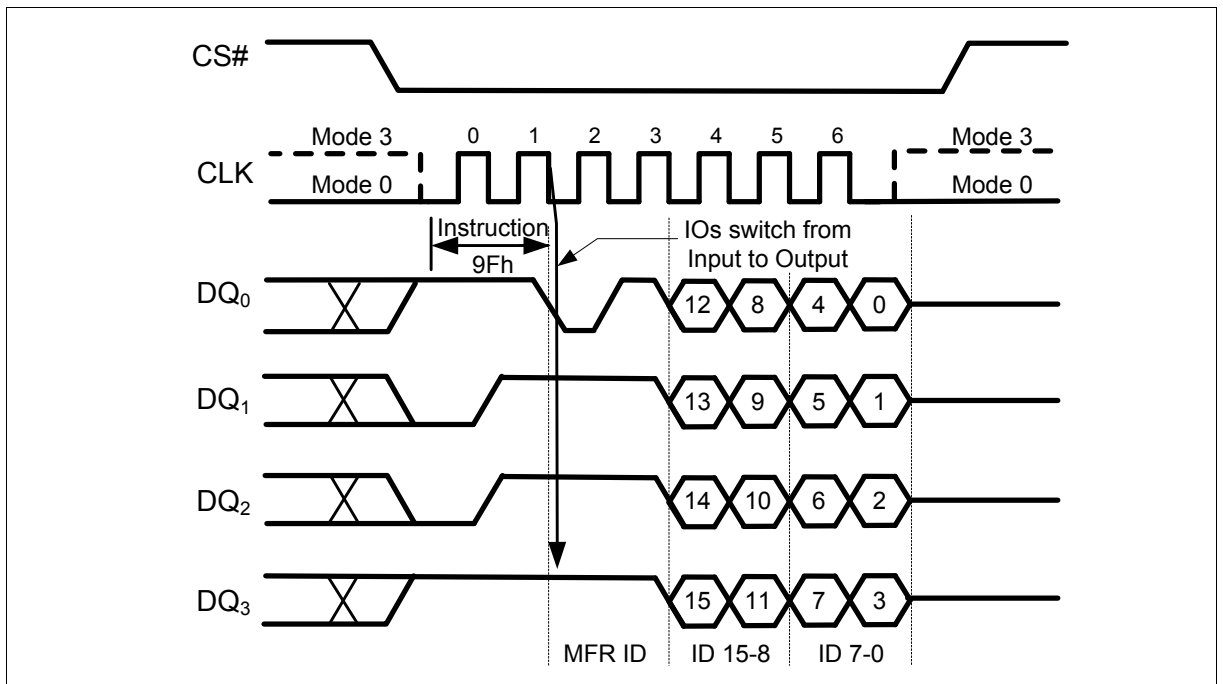 CS#
Mode 3 0 1 2 3 4 5 6 Mode 3
CLK
Mode 0 Mode 0
Instruction IOs switch from
9Fh Input to Output
DQ0 12 8 4 0
DQ1 13 9 5 1
DQ2 14 10 6 2
DQ3 15 11 7 3
MFR ID ID 15-8 ID 7-0